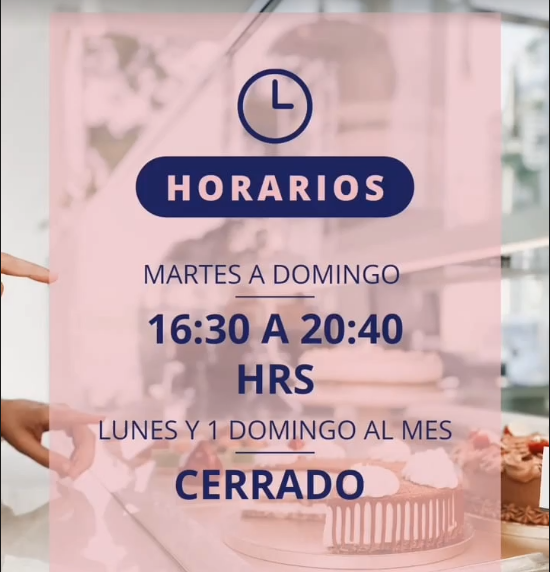 HORARIOS
MARTES A DOMINGO
16:30 A 20:40
HRS
LUNES Y 1 DOMINGO AL MES
CERRADO